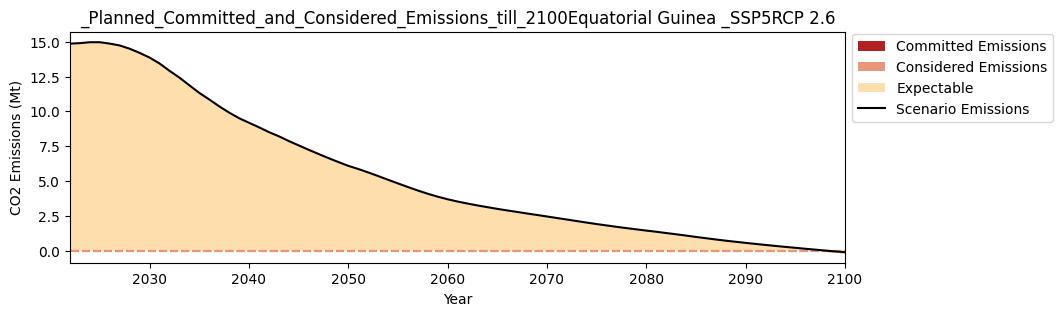 _Planned_Committed_and_Considered_Emissions_till_2100Equatorial Guinea _SSP5RCP 2.6
Committed Emissions
Considered Emissions
Expectable
Scenario Emissions
CO2 Emissions (Mt)
15.0
12.5
10.0
7.5
5.0
2.5
0.0
2030 2040 2050 2060 2070 2080 2090 2100
Year